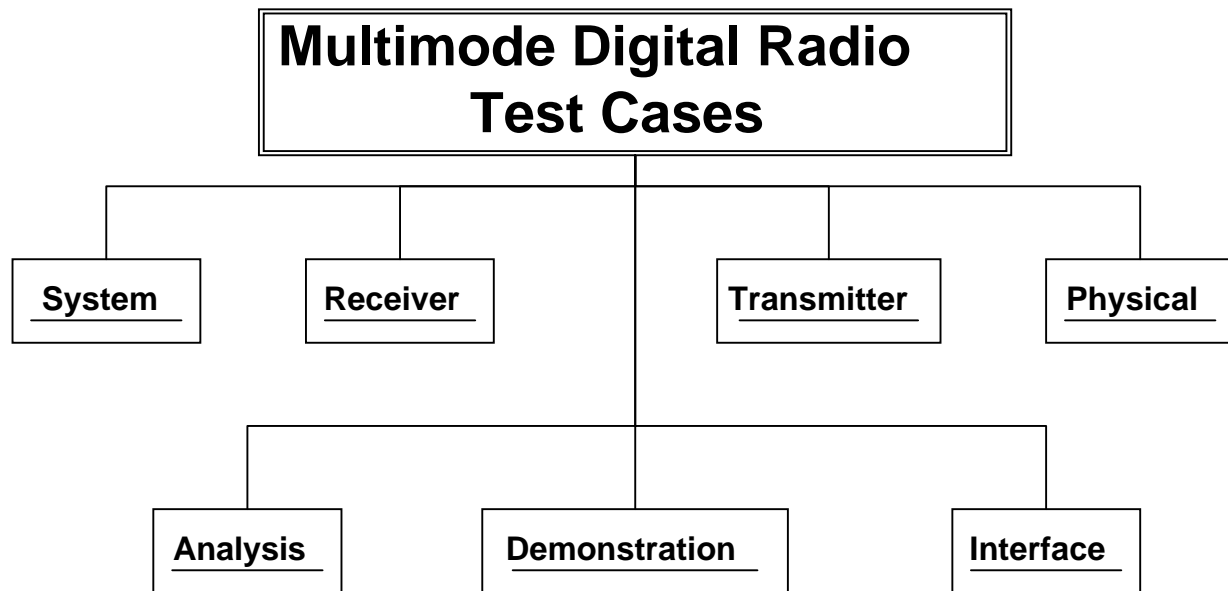 Multimode Digital Radio
Test Cases
System
Receiver
Transmitter
Physical
Analysis
Demonstration
Interface